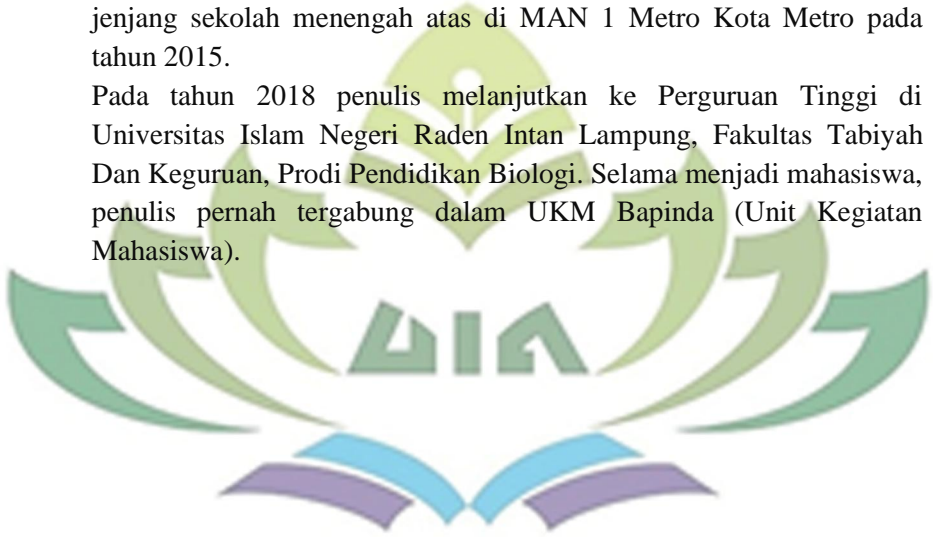 jenjang sekolah menengah atas di MAN 1 Metro Kota Metro pada
tahun 2015.
Pada tahun 2018 penulis melanjutkan ke Perguruan Tinggi di
Universitas Islam Negeri Raden Intan Lampung, Fakultas Tabiyah
Dan Keguruan, Prodi Pendidikan Biologi. Selama menjadi mahasiswa,
penulis pernah tergabung dalam UKM Bapinda (Unit Kegiatan
Mahasiswa).
UIN